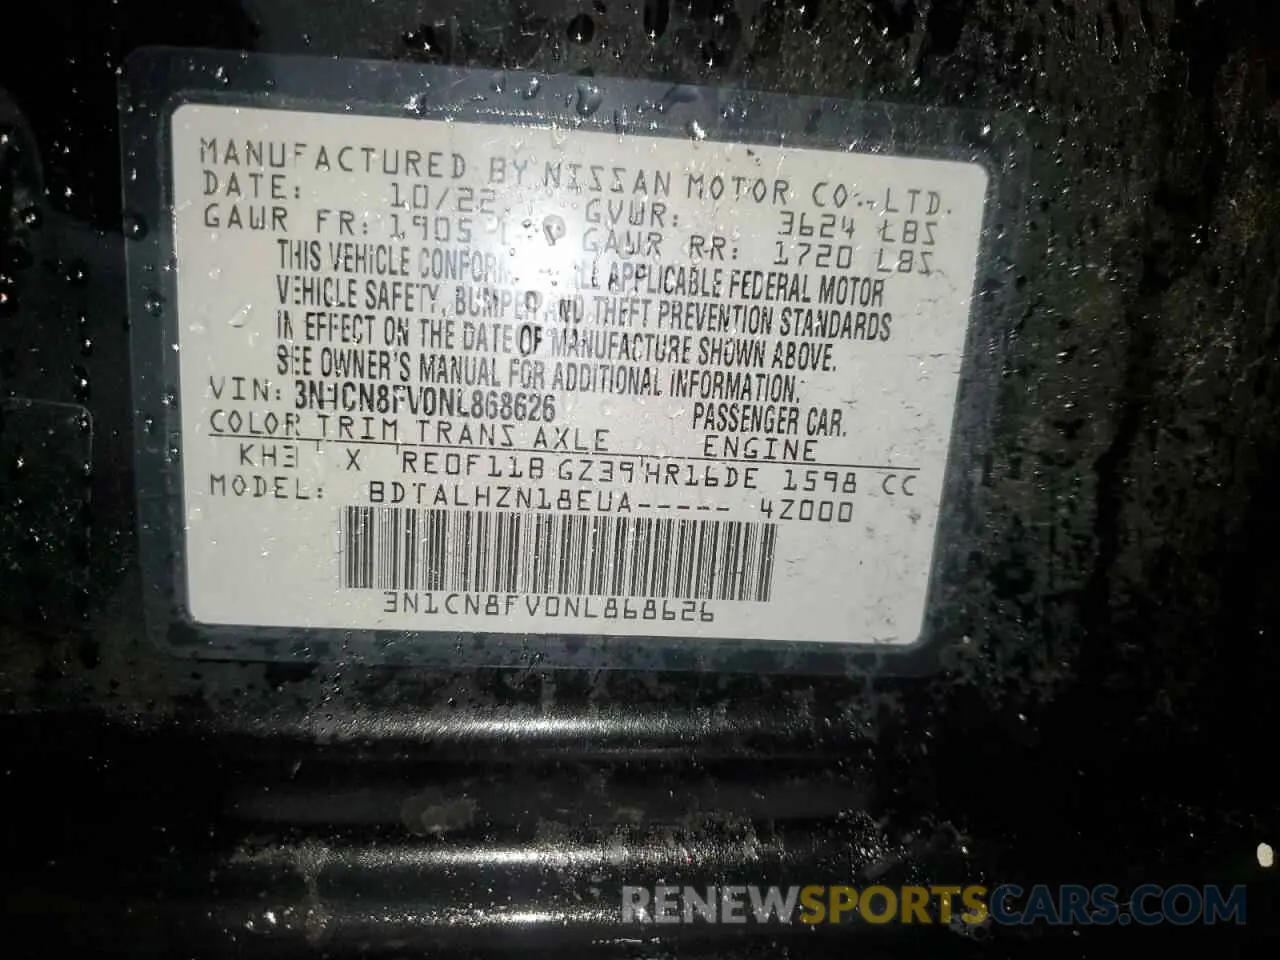 MANUFACTURED BY NISSAN MOTOR CO., LTD.
DATE: 10/22 GVWR: 3624 LBS
GAWR FR: 1905 GAWR RR: 1720 LBS
THIS VEHICLE ALL APPLICABLE FEDERAL MOTOR
VEHICLE SAFETY, BUMPER AND THEFT PREVENTION STANDARDS
IN EFFECT ON THE DATE OF MANUFACTURE SHOWN ABOVE.
SEE OWNER'S MANUAL FOR ADDITIONAL INFORMATION.
VIN: 3N1CN8FV0NL868626 PASSENGER CAR.
COLOR TRIM TRANS AXLE ENGINE
KH3 X RE0F11B GZ39 HR16DE 1598 CC
MODEL: BDTALHZN18EUA----- 4Z000
3N1CN8FV0NL868626
RENEWSPORTSCARS.COM